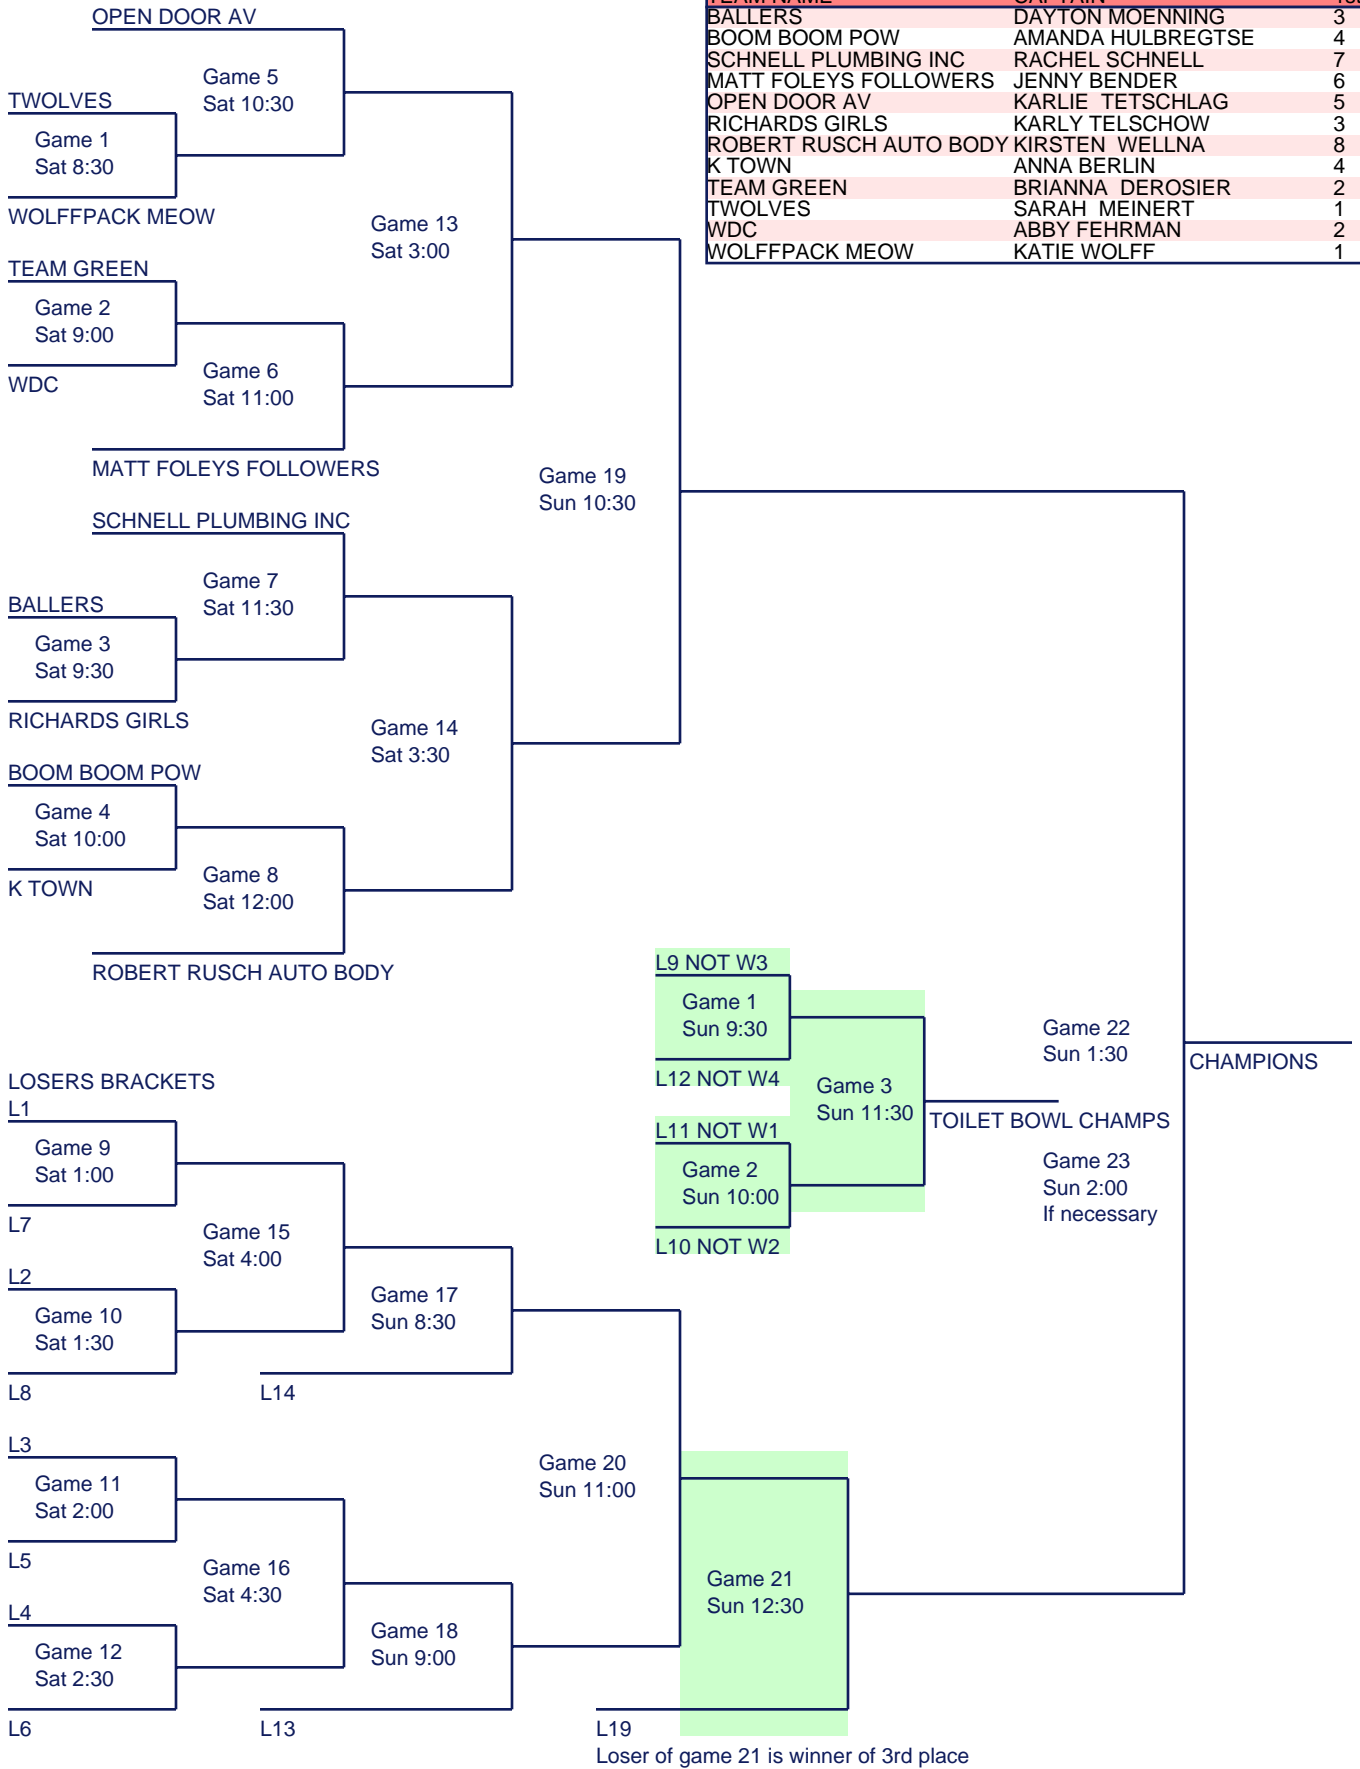 OPEN DOOR AV
Game 5
Sat 10:30
TWOLVES
Game 1
Sat 8:30
WOLFFPACK MEOW
Game 13
Sat 3:00
TEAM GREEN
Game 2
Sat 9:00
WDC
Game 6
Sat 11:00
MATT FOLEYS FOLLOWERS
Game 19
Sun 10:30
SCHNELL PLUMBING INC
Game 7
Sat 11:30
BALLERS
Game 3
Sat 9:30
RICHARDS GIRLS
Game 14
Sat 3:30
BOOM BOOM POW
Game 4
Sat 10:00
K TOWN
Game 8
Sat 12:00
ROBERT RUSCH AUTO BODY
BALLERS DAYTON MOENNING 3
BOOM BOOM POW AMANDA HULBREGTSE 4
SCHNELL PLUMBING INC RACHEL SCHNELL 7
MATT FOLEYS FOLLOWERS JENNY BENDER 6
OPEN DOOR AV KARLIE TETSCHLAG 5
RICHARDS GIRLS KARLY TELSCHOW 3
ROBERT RUSCH AUTO BODY KIRSTEN WELLNA 8
K TOWN ANNA BERLIN 4
TEAM GREEN BRIANNA DEROSIER 2
TWOLVES SARAH MEINERT 1
WDC ABBY FEHRMAN 2
WOLFFPACK MEOW KATIE WOLFF 1
L9 NOT W3
Game 1
Sun 9:30
L12 NOT W4
Game 3
Sun 11:30
L11 NOT W1
Game 2
Sun 10:00
L10 NOT W2
TOILET BOWL CHAMPS
Game 22
Sun 1:30
CHAMPIONS
Game 23
Sun 2:00
If necessary
LOSERS BRACKETS
L1
Game 9
Sat 1:00
L7
Game 15
Sat 4:00
L2
Game 10
Sat 1:30
L8
Game 17
Sun 8:30
L14
L3
Game 11
Sat 2:00
L5
Game 16
Sat 4:30
L4
Game 12
Sat 2:30
L6
Game 18
Sun 9:00
L13
Game 20
Sun 11:00
Game 21
Sun 12:30
L19
Loser of game 21 is winner of 3rd place